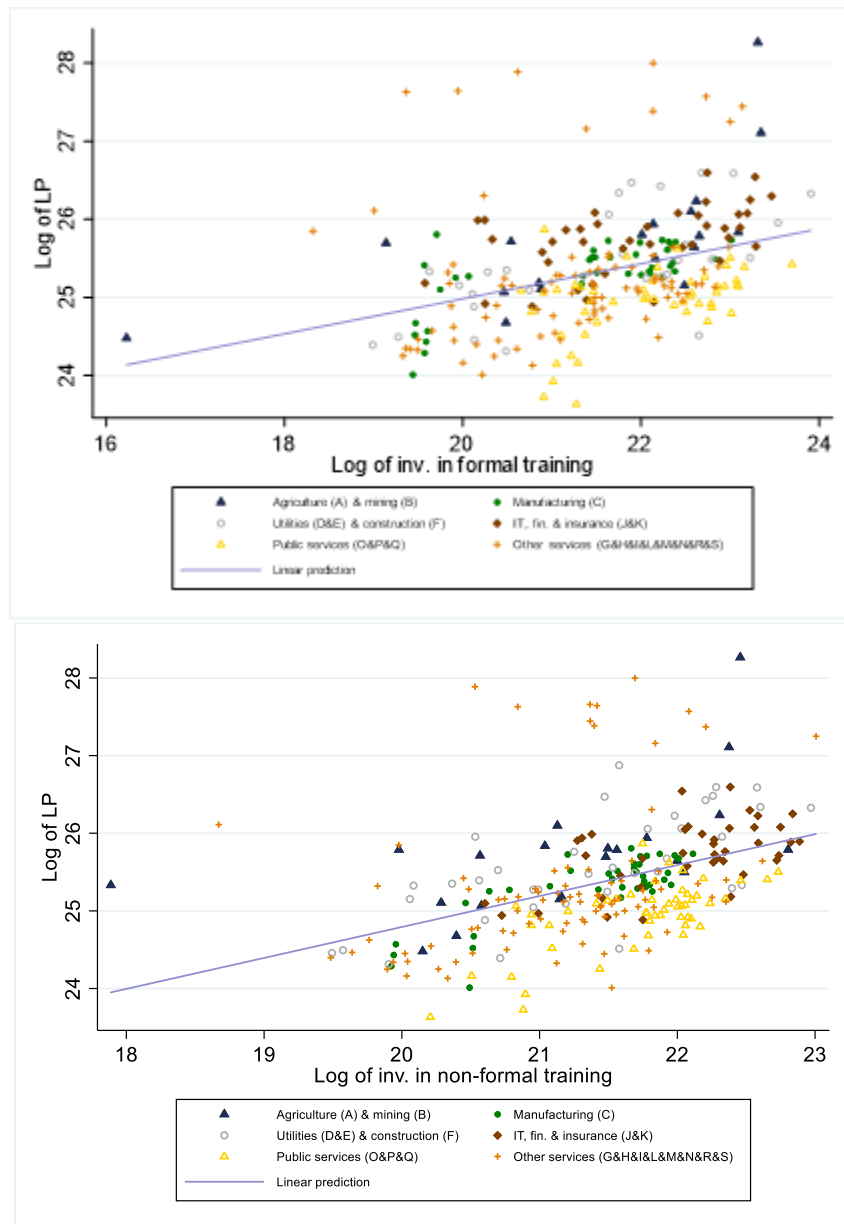 28
27
26
25
24
Log of LP
16 18 20 22 24
Log of inv. in formal training
Agriculture (A) & mining (B) Manufacturing (C)
Utilities (D&E) & construction (F) IT, fin. & insurance (J&K)
Public services (O&P&Q) Other services (G&H&I&L&M&N&R&S)
Linear prediction
28
27
26
25
24
Log of LP
18 19 20 21 22 23
Log of inv. in non-formal training
Agriculture (A) & mining (B) Manufacturing (C)
Utilities (D&E) & construction (F) IT, fin. & insurance (J&K)
Public services (O&P&Q) Other services (G&H&I&L&M&N&R&S)
Linear prediction